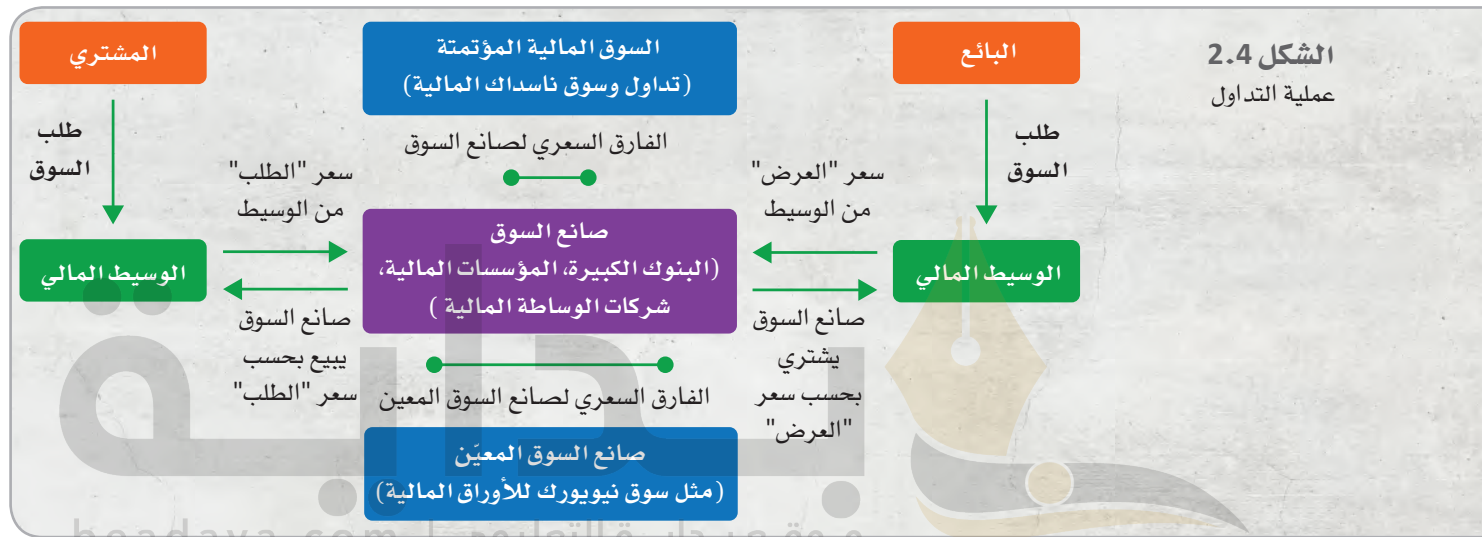 الشكل 2.4
عملية التداول
البائع
طلب
السوق
الوسيط المالي
سعر "العرض"
من الوسيط
صانع السوق
يشتري
بحسب سعر
"العرض"
السوق المالية المؤتمتة
(تداول وسوق ناسداك المالية)
الفارق السعري لصانع السوق
صانع السوق
(البنوك الكبيرة، المؤسسات المالية،
شركات الوساطة المالية )
الفارق السعري لصانع السوق المعين
صانع السوق المعيّن
(مثل سوق نيويورك للأوراق المالية)
سعر "الطلب"
من الوسيط
صانع السوق
يبيع بحسب
سعر "الطلب"
المشتري
طلب
السوق
الوسيط المالي
بداية